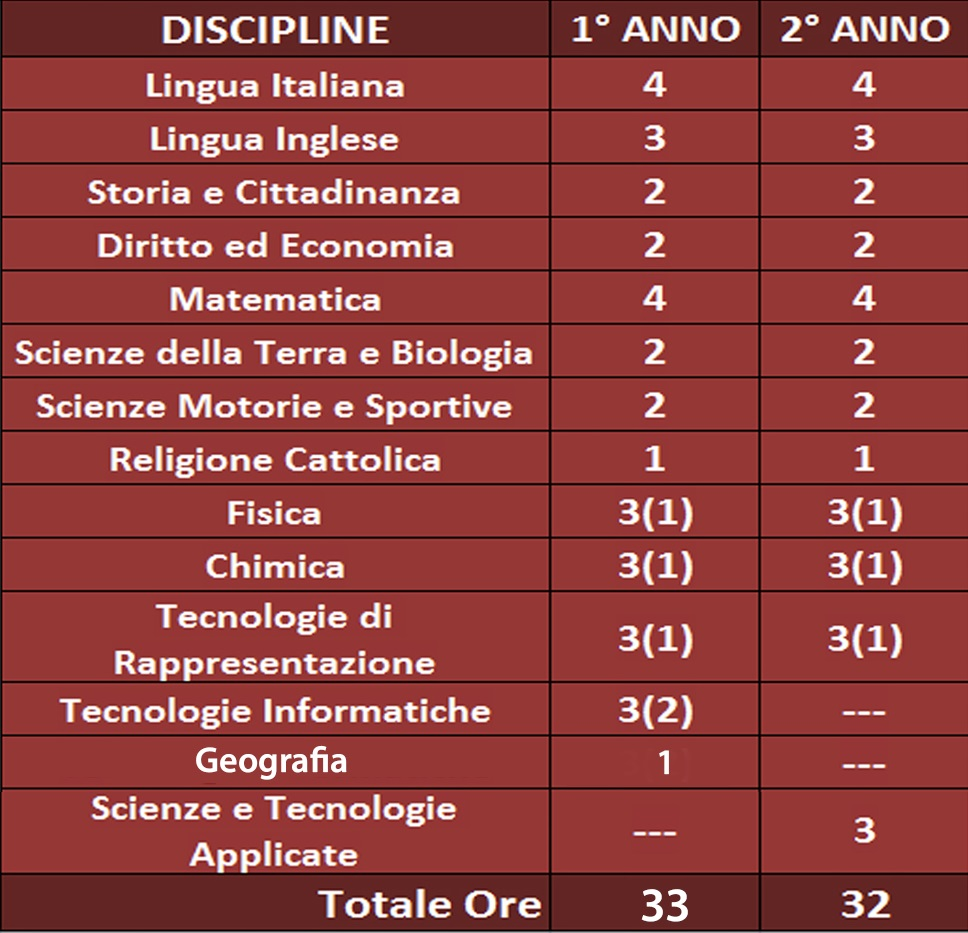 DISCIPLINE 1° ANNO 2° ANNO
Lingua Italiana 4 4
Lingua Inglese 3 3
Storia e Cittadinanza 2 2
Diritto ed Economia 2 2
Matematica 4 4
Scienze della Terra e Biologia 2 2
Scienze Motorie e Sportive 2 2
Religione Cattolica 1 1
Fisica 3(1) 3(1)
Chimica 3(1) 3(1)
Tecnologie di
Rappresentazione 3(1) 3(1)
Tecnologie Informatiche 3(2) ---
Geografia 1 ---
Scienze e Tecnologie
Applicate --- 3
Totale Ore 33 32